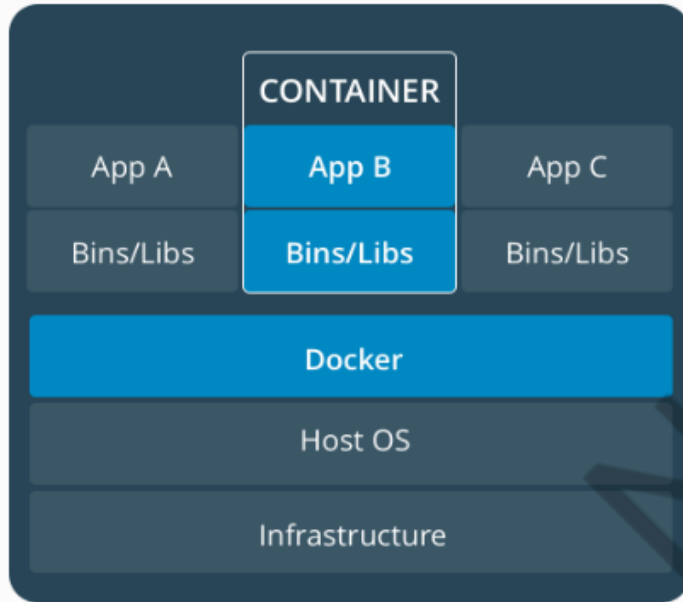 CONTAINER
App A App B App C
Bins/Libs Bins/Libs Bins/Libs
Docker
Host OS
Infrastructure